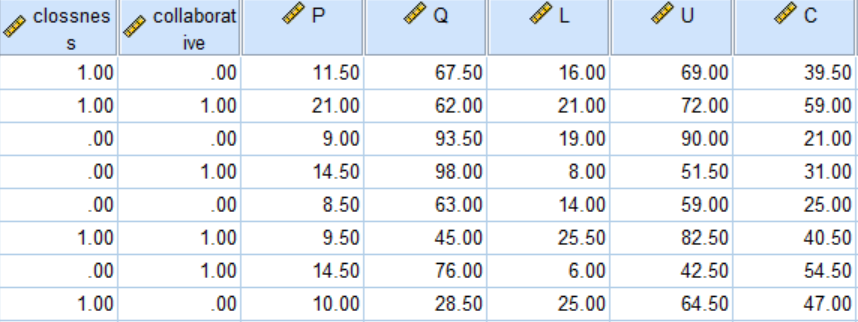 clossnes
s collaborat
ive P Q L U C
1.00 .00 11.50 67.50 16.00 69.00 39.50
1.00 1.00 21.00 62.00 21.00 72.00 59.00
.00 .00 9.00 93.50 19.00 90.00 21.00
.00 1.00 14.50 98.00 8.00 51.50 31.00
.00 .00 8.50 63.00 14.00 59.00 25.00
1.00 1.00 9.50 45.00 25.50 82.50 40.50
.00 1.00 14.50 76.00 6.00 42.50 54.50
1.00 .00 10.00 28.50 25.00 64.50 47.00